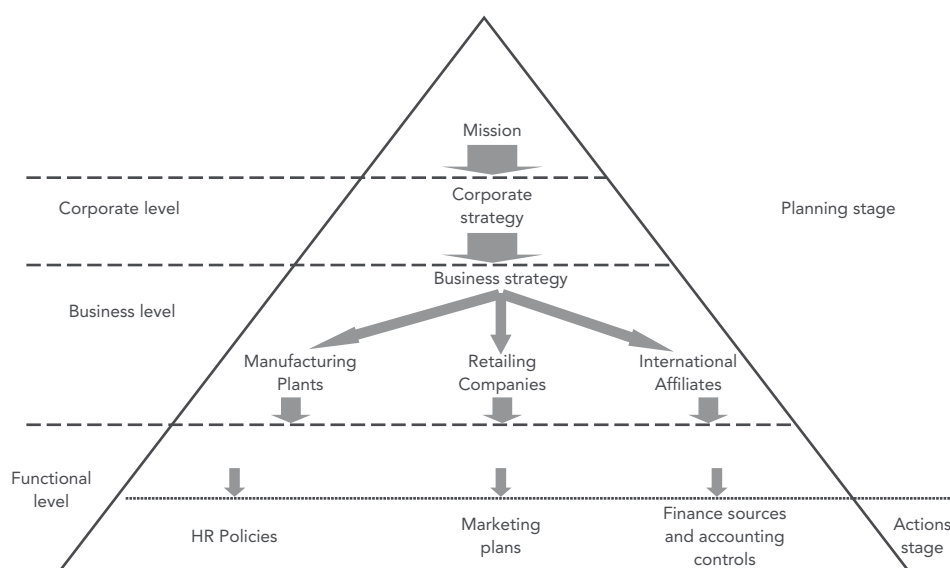 Mission
Corporate level
Corporate
strategy
Planning stage
Business strategy
Business level
Manufacturing
Plants
Retailing
Companies
International
Affiliates
Functional
level
HR Policies
Marketing
plans
Finance sources
and accounting
controls
Actions
stage